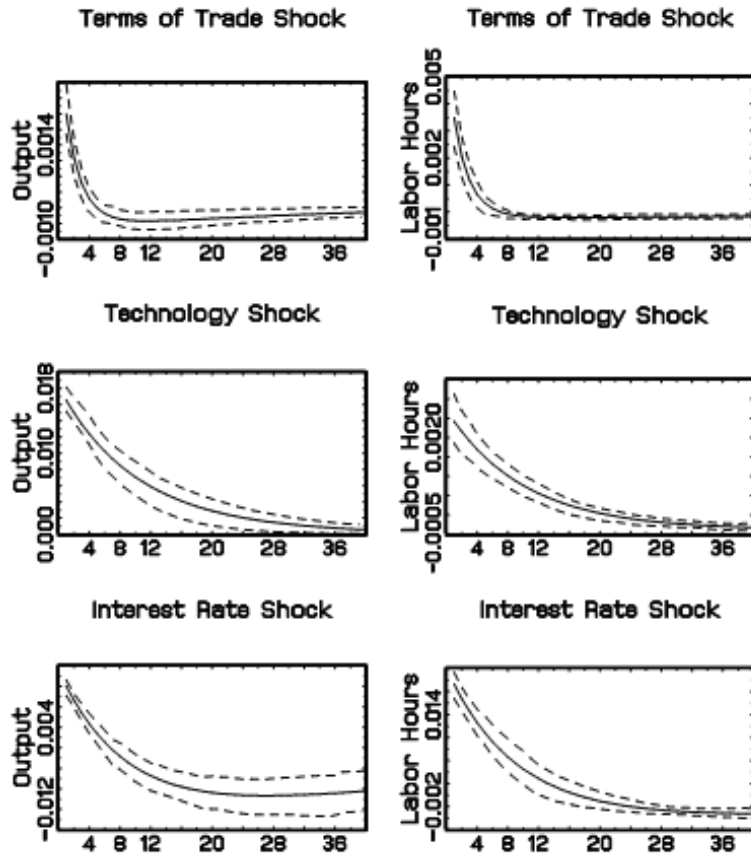 Terms of Trade Shock
Terms of Trade Shock
Output
-0.0010 0.0014
4 8 12 20 28 36
Labor Hours
-0.001 0.002 0.005
4 8 12 20 28 36
Technology Shock
Technology Shock
Output
0.000 0.010 0.018
4 8 12 20 28 36
Labor Hours
-0.0005 0.0020
4 8 12 20 28 36
Interest Rate Shock
Interest Rate Shock
Output
-0.012 0.004
4 8 12 20 28 36
Labor Hours
-0.002 0.014
4 8 12 20 28 36